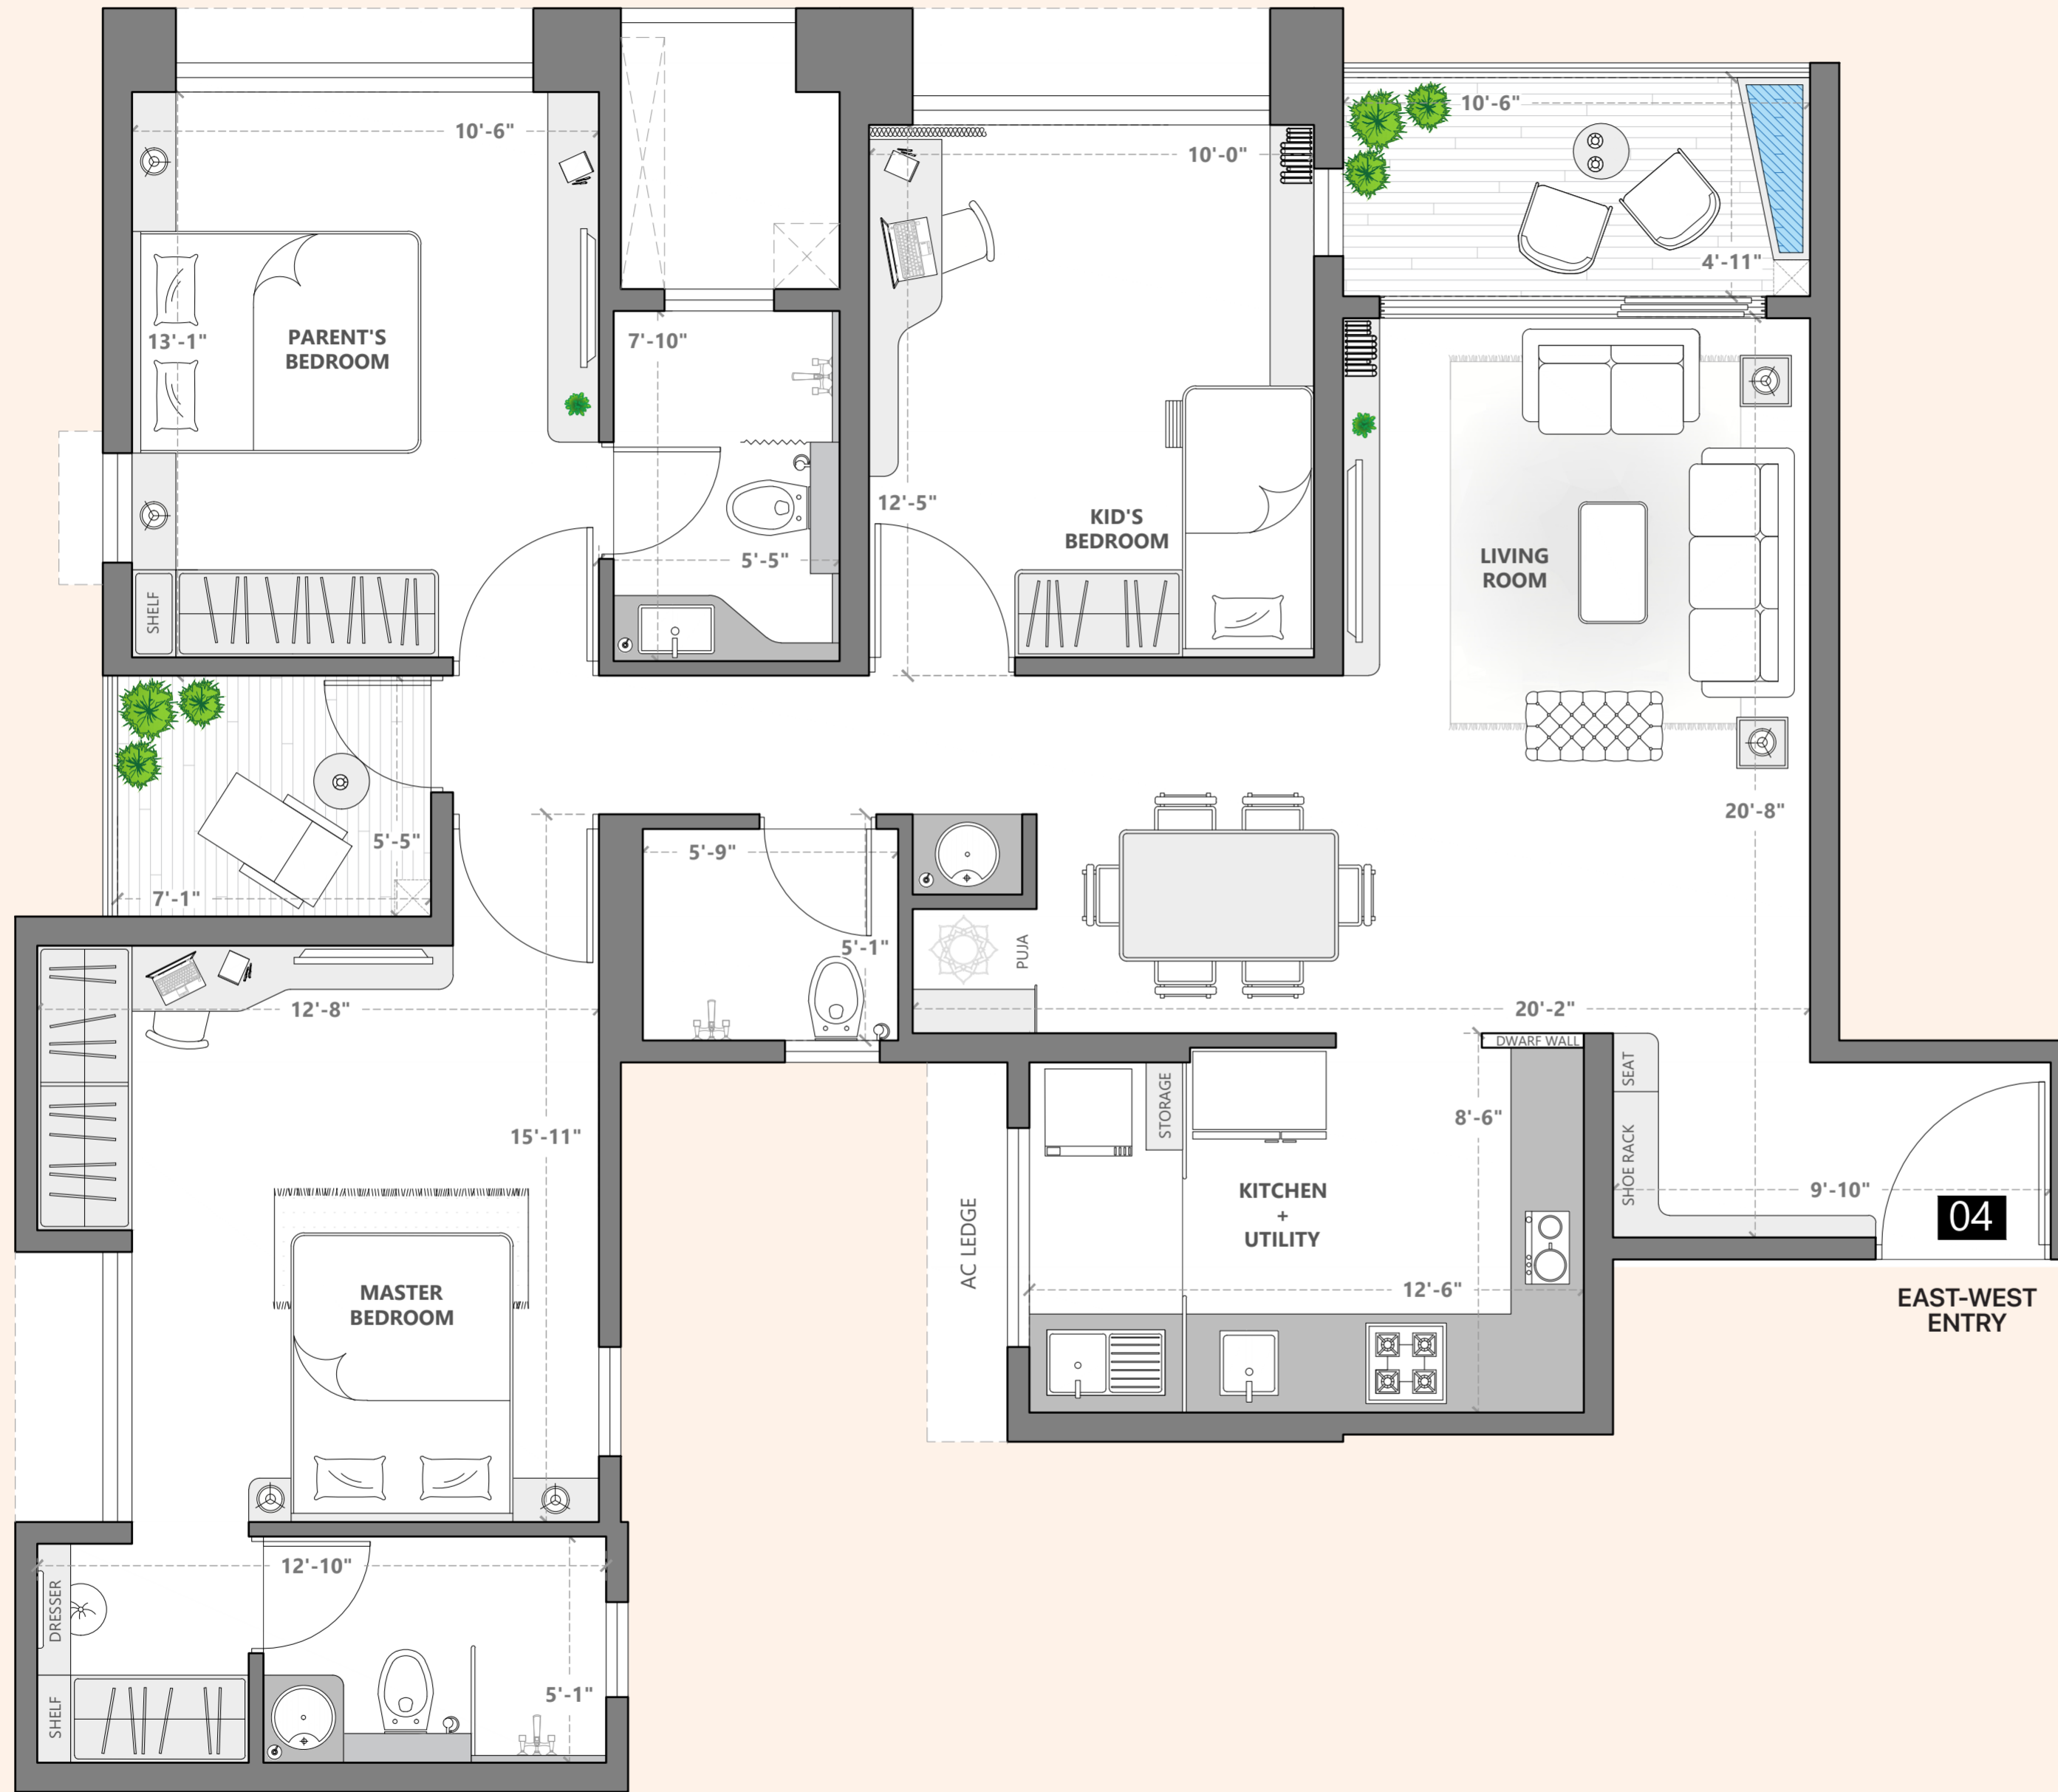 10'-6"
10'-0"
10'-6"
4'-11"
13'-1"
PARENT'S
BEDROOM
7'-10"
12'-5"
KID'S
BEDROOM
5'-5"
LIVING
ROOM
SHELF
20'-8"
5'-5"
7'-1"
5'-9"
5'-1"
PUJA
12'-8"
20'-2"
DWARF WALL
SEAT
SHOE RACK
STORAGE
8'-6"
15'-11"
KITCHEN
+
UTILITY
9'-10"
04
AC LEDGE
12'-6"
EAST-WEST
ENTRY
MASTER
BEDROOM
12'-10"
DRESSER
5'-1"
SHELF